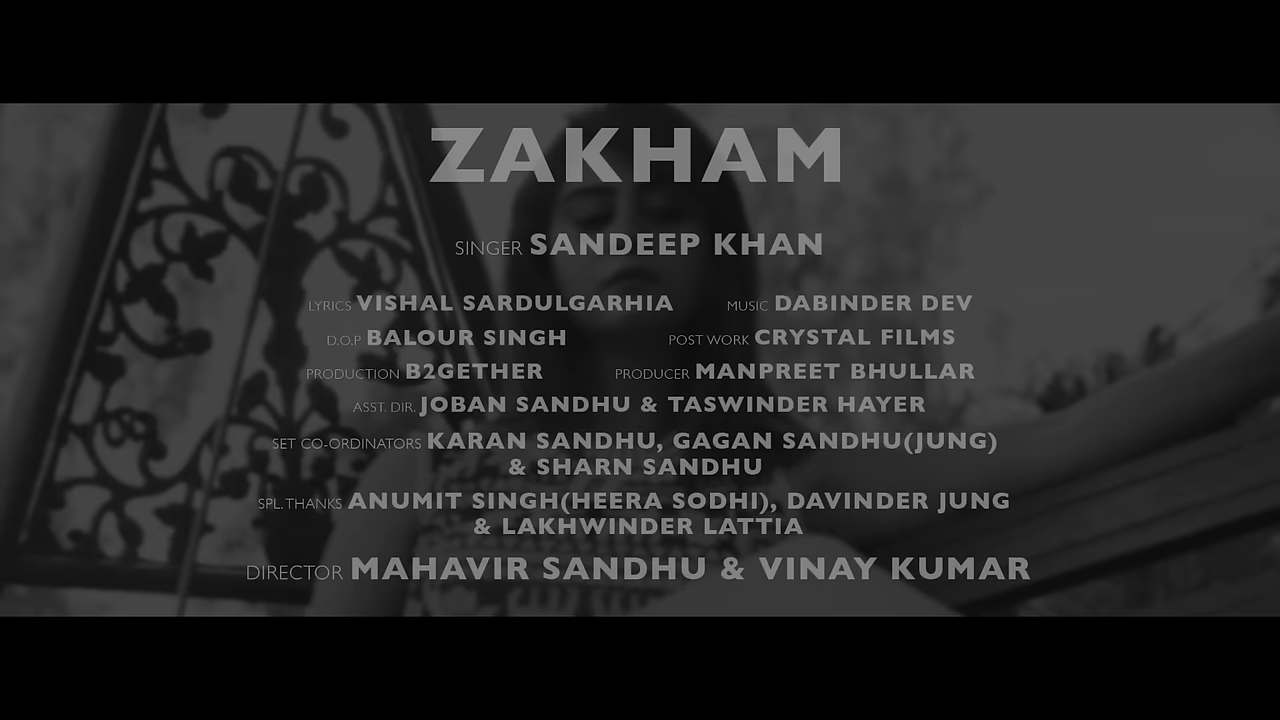 ZAKHAM
SINGER SANDEEP KHAN
LYRICS VISHAL SARDULGARHIA MUSIC DABINDER DEV
D.O.P BALOUR SINGH POST WORK CRYSTAL FILMS
PRODUCTION B2GETHER PRODUCER MANPREET BHULLAR
ASST. DIR. JOBAN SANDHU & TASWINDER HAYER
SET CO-ORDINATORS KARAN SANDHU, GAGAN SANDHU(JUNG)
& SHARN SANDHU
SPL. THANKS ANUMIT SINGH(HEERA SODHI), DAVINDER JUNG
& LAKHWINDER LATTIA
DIRECTOR MAHAVIR SANDHU & VINAY KUMAR